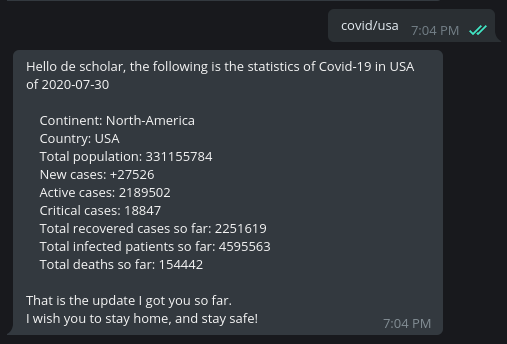 covid/usa 7:04 PM
Hello de scholar, the following is the statistics of Covid-19 in USA
of 2020-07-30
Continent: North-America
Country: USA
Total population: 331155784
New cases: +27526
Active cases: 2189502
Critical cases: 18847
Total recovered cases so far: 2251619
Total infected patients so far: 4595563
Total deaths so far: 154442
That is the update I got you so far.
I wish you to stay home, and stay safe!
7:04 PM